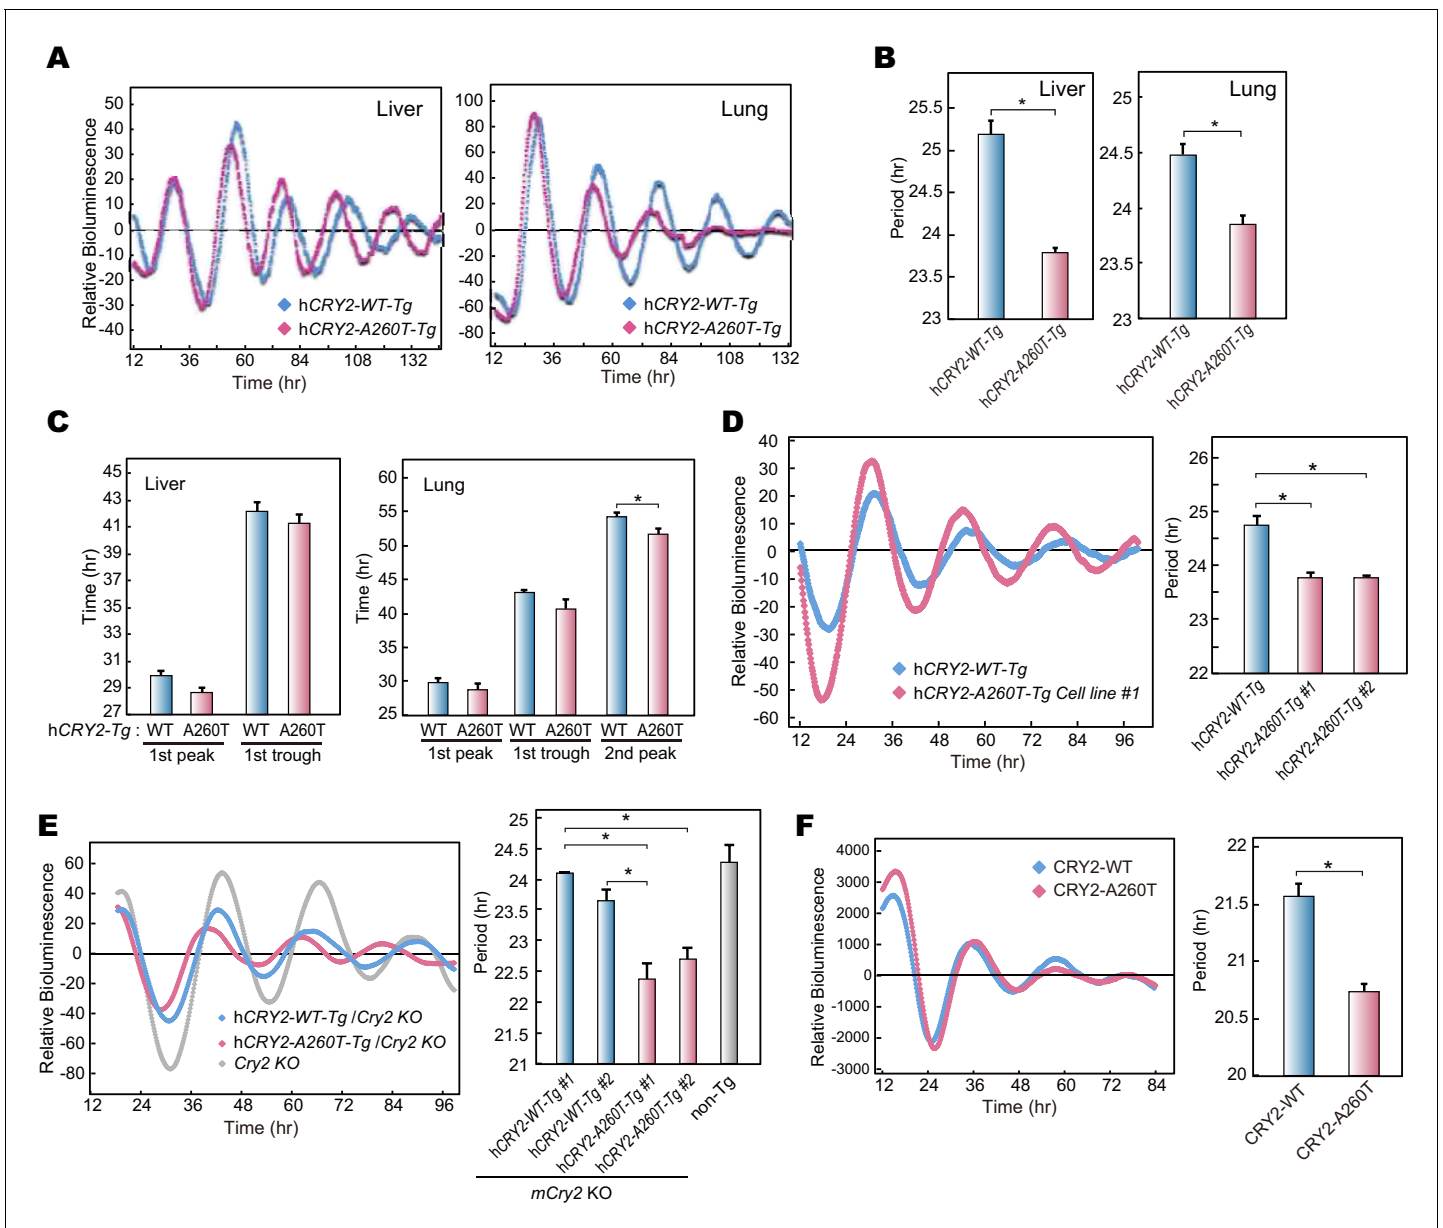 A
Liver
Relative Bioluminescence
50
40
30
20
10
0
-10
-20
-30
-40
hCRY2-WT-Tg
hCRY2-A260T-Tg
12 36 60 84 108 132
Time (hr)
Lung
100
80
60
40
20
0
-20
-40
-60
-80
hCRY2-WT-Tg
hCRY2-A260T-Tg
12 36 60 84 108 132
Time (hr)
B
Liver
*
Period (hr)
25.5
25
24.5
24
23.5
23
hCRY2-WT-Tg
hCRY2-A260T-Tg
Lung
*
25
24.5
24
23.5
23
hCRY2-WT-Tg
hCRY2-A260T-Tg
C
Liver
Time (hr)
45
43
41
39
37
35
33
31
29
27
hCRY2-Tg : WT A260T WT A260T
1st peak 1st trough
Lung
*
Time (hr)
60
55
50
45
40
35
30
25
WT A260T WT A260T WT A260T
1st peak 1st trough 2nd peak
D
Relative Bioluminescence
40
30
20
10
0
-10
-20
-30
-40
-50
-60
hCRY2-WT-Tg
hCRY2-A260T-Tg Cell line #1
12 24 36 48 60 72 84 96
Time (hr)
*
*
Period (hr)
26
25
24
23
22
hCRY2-WT-Tg
hCRY2-A260T-Tg #1
hCRY2-A260T-Tg #2
E
Relative Bioluminescence
60
40
20
0
-20
-40
-60
-80
hCRY2-WT-Tg /Cry2 KO
hCRY2-A260T-Tg /Cry2 KO
Cry2 KO
12 24 36 48 60 72 84 96
Time (hr)
*
*
*
Period (hr)
25
24.5
24
23.5
23
22.5
22
21.5
21
hCRY2-WT-Tg #1
hCRY2-WT-Tg #2
hCRY2-A260T-Tg #1
hCRY2-A260T-Tg #2
non-Tg
mCry2 KO
F
Relative Bioluminescence
4000
3000
2000
1000
0
-1000
-2000
-3000
CRY2-WT
CRY2-A260T
12 24 36 48 60 72 84
Time (hr)
*
Period (hr)
22
21.5
21
20.5
20
CRY2-WT
CRY2-A260T